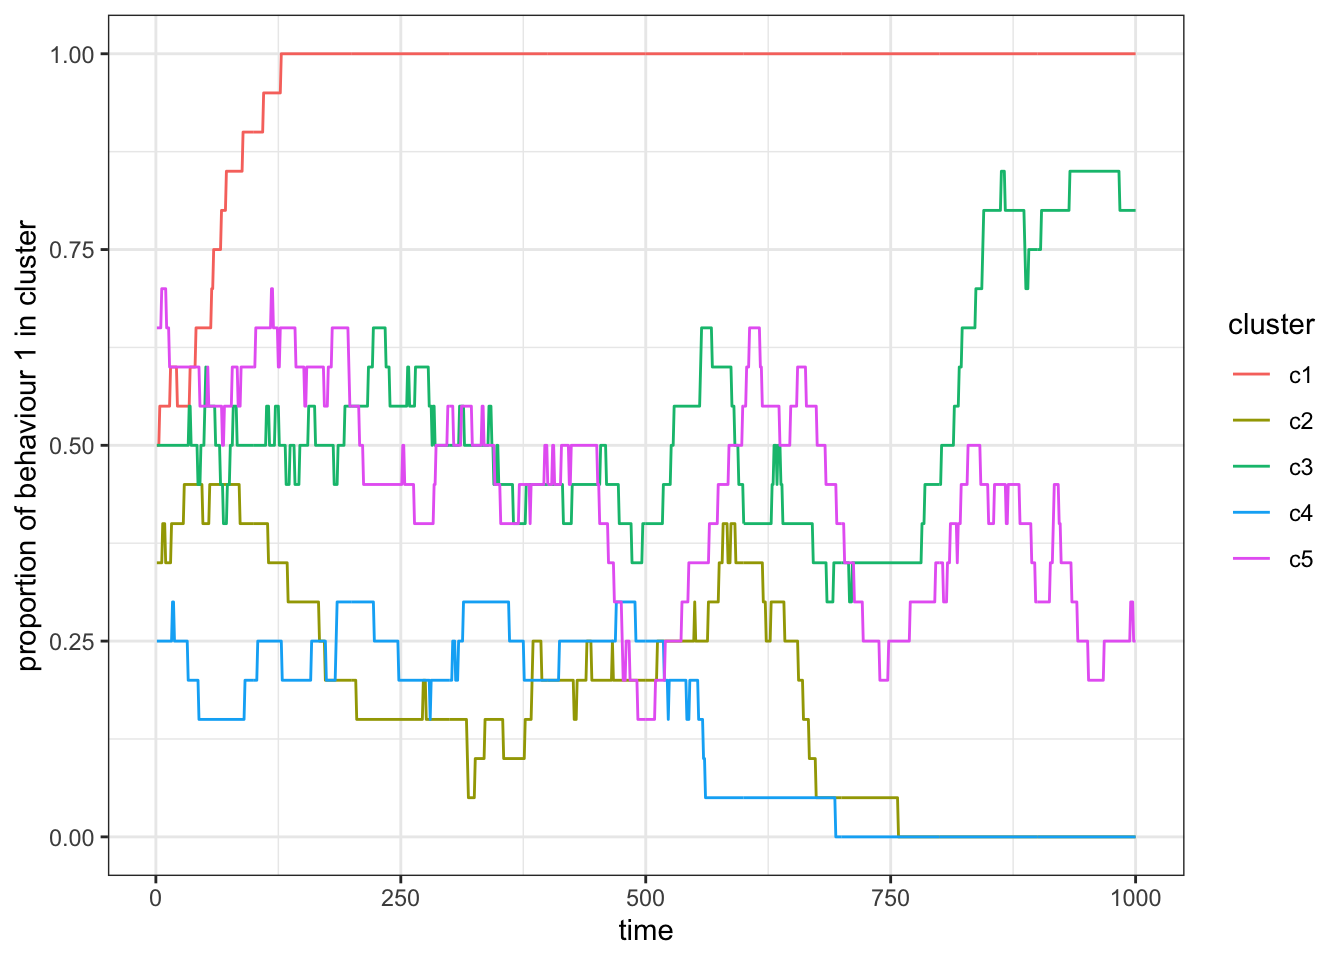 proportion of behaviour 1 in cluster
1.00
0.75
0.50
0.25
0.00
0
250
500
750
1000
time
cluster
c1
c2
c3
c4
c5